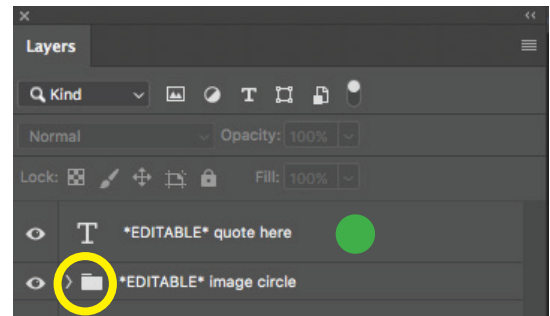 Layers
Kind
Normal Opacity: 100%
Lock: Fill: 100%
T *EDITABLE* quote here
*EDITABLE* image circle